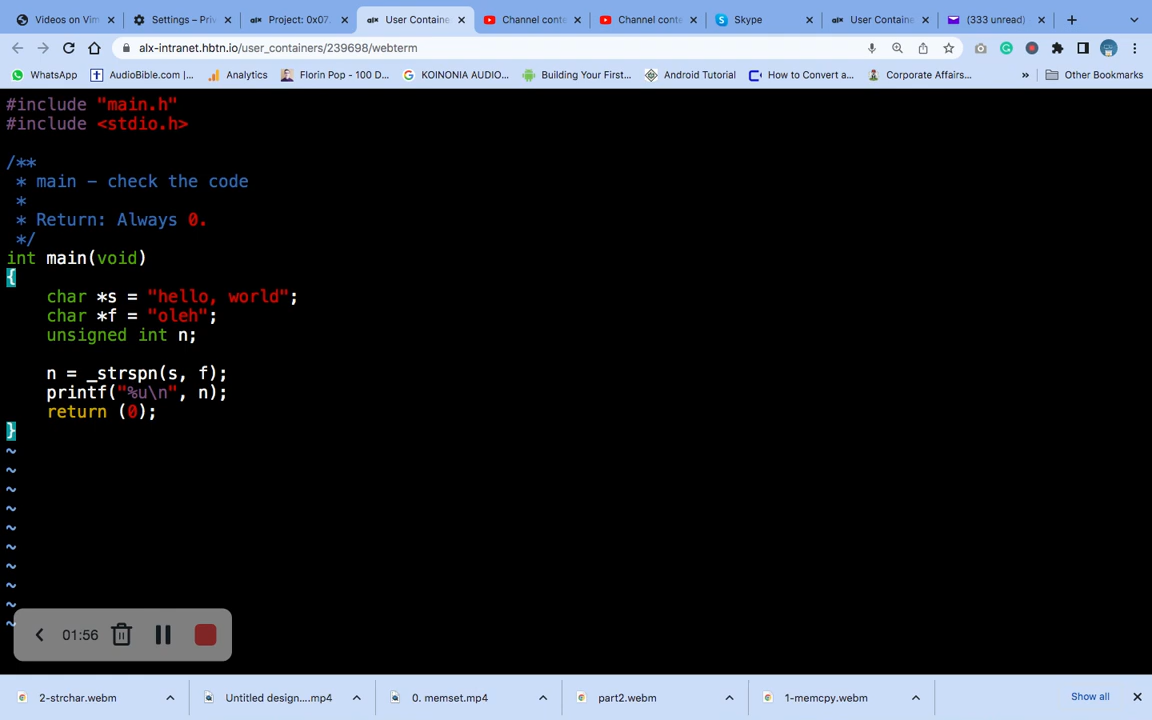 Videos on Vim
Settings – Priv
Project: 0x07.
User Containe
Channel conte
Channel conte
Skype
User Containe
(333 unread)
alx-intranet.hbtn.io/user_containers/239698/webterm
WhatsApp
AudioBible.com |...
Analytics
Florin Pop - 100 D...
KOINONIA AUDIO...
Building Your First...
Android Tutorial
How to Convert a...
Corporate Affairs...
»
Other Bookmarks
#include "main.h"
#include <stdio.h>
/**
* main - check the code
*
* Return: Always 0.
*/
int main(void)
{
char *s = "hello, world";
char *f = "oleh";
unsigned int n;
n = _strspn(s, f);
printf("%u\n", n);
return (0);
}
~
~
~
~
~
~
~
~
~
~
01:56
2-strchar.webm
Untitled design....mp4
0. memset.mp4
part2.webm
1-memcpy.webm
Show all